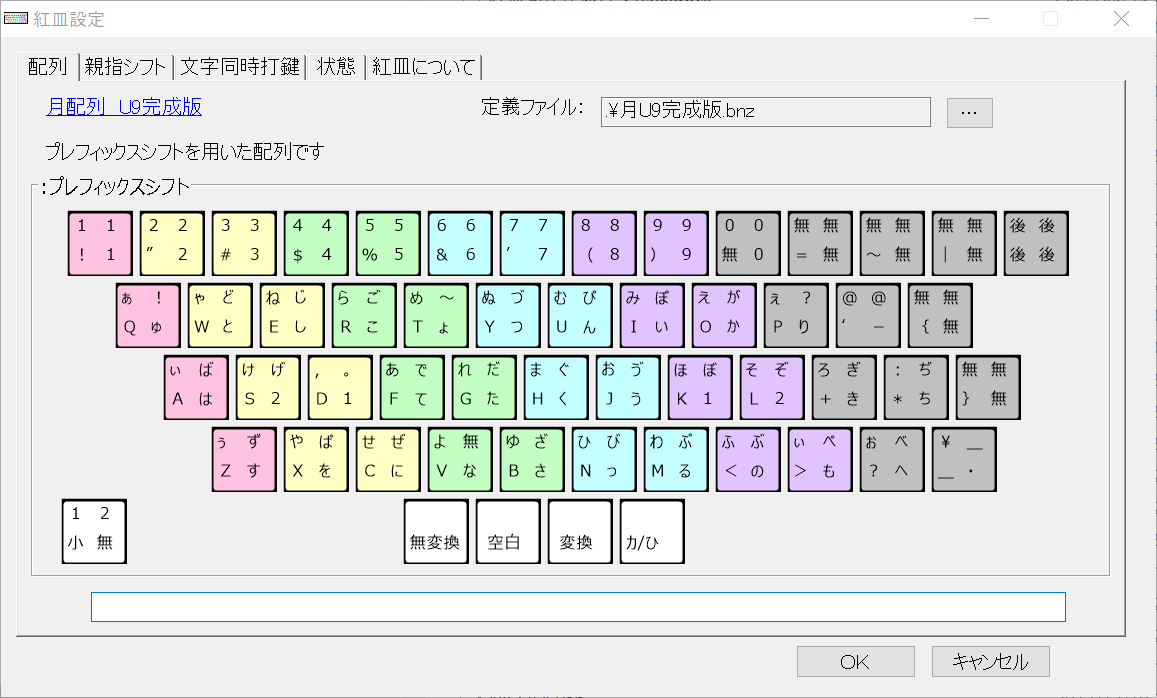 紅皿設定
配列 親指シフト 文字同時打鍵 状態 紅皿について
月配列 U9完成版 定義ファイル: .¥月U9完成版.bnz ...
プレフィックスシフトを用いた配列です
:プレフィックスシフト
1 1 2 2 3 3 4 4 5 5 6 6 7 7 8 8 9 9 0 0 無 無 無 無 無 無 後 後
! 1 ” 2 # 3 $ 4 % 5 & 6 ′ 7 ( 8 ) 9 無 0 = 無 ～ 無 | 無 後 後
ぁ ! ゃ ど ね じ ら ご め ～ ぬ づ む ぴ み ぽ え が ぇ ? @ @ 無 無
Q ゅ W と E し R こ T ょ Y つ U ん I い O か P り ‘ − { 無
ぃ ば け げ , 。 あ で れ だ ま ぐ お ゔ ほ ぼ そ ぞ ろ ぎ : ぢ 無 無
A は S 2 D 1 F て G た H く J う K 1 L 2 + き * ち } 無
ぅ ず や ぱ せ ぜ よ 無 ゆ ざ ひ び わ ぷ ふ ぶ ぃ ぺ ぉ べ ¥ ＿
Z す X を C に V な B さ N っ M る < の > も ? へ ＿ ・
1 2
小 無 無変換 空白 変換 カ/ひ
OK キャンセル